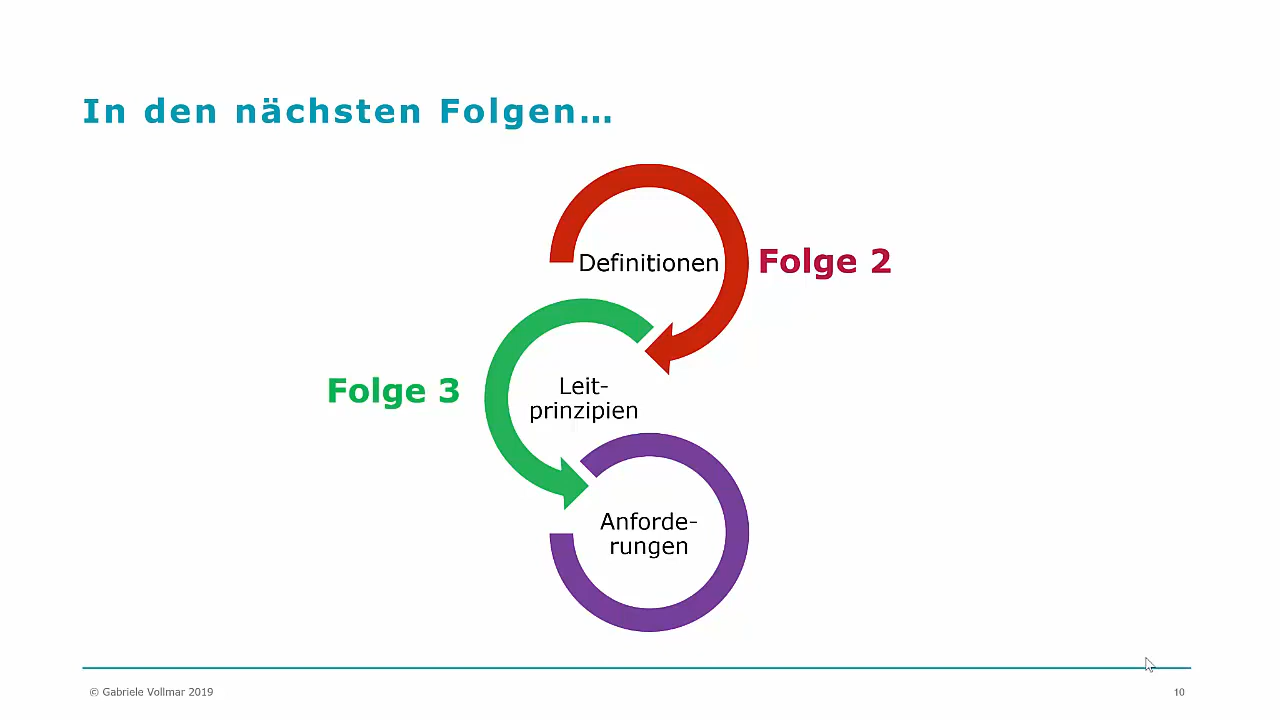 In den nächsten Folgen…
Definitionen
Folge 2
Folge 3
Leit-
prinzipien
Anforde-
rungen
© Gabriele Vollmar 2019
10